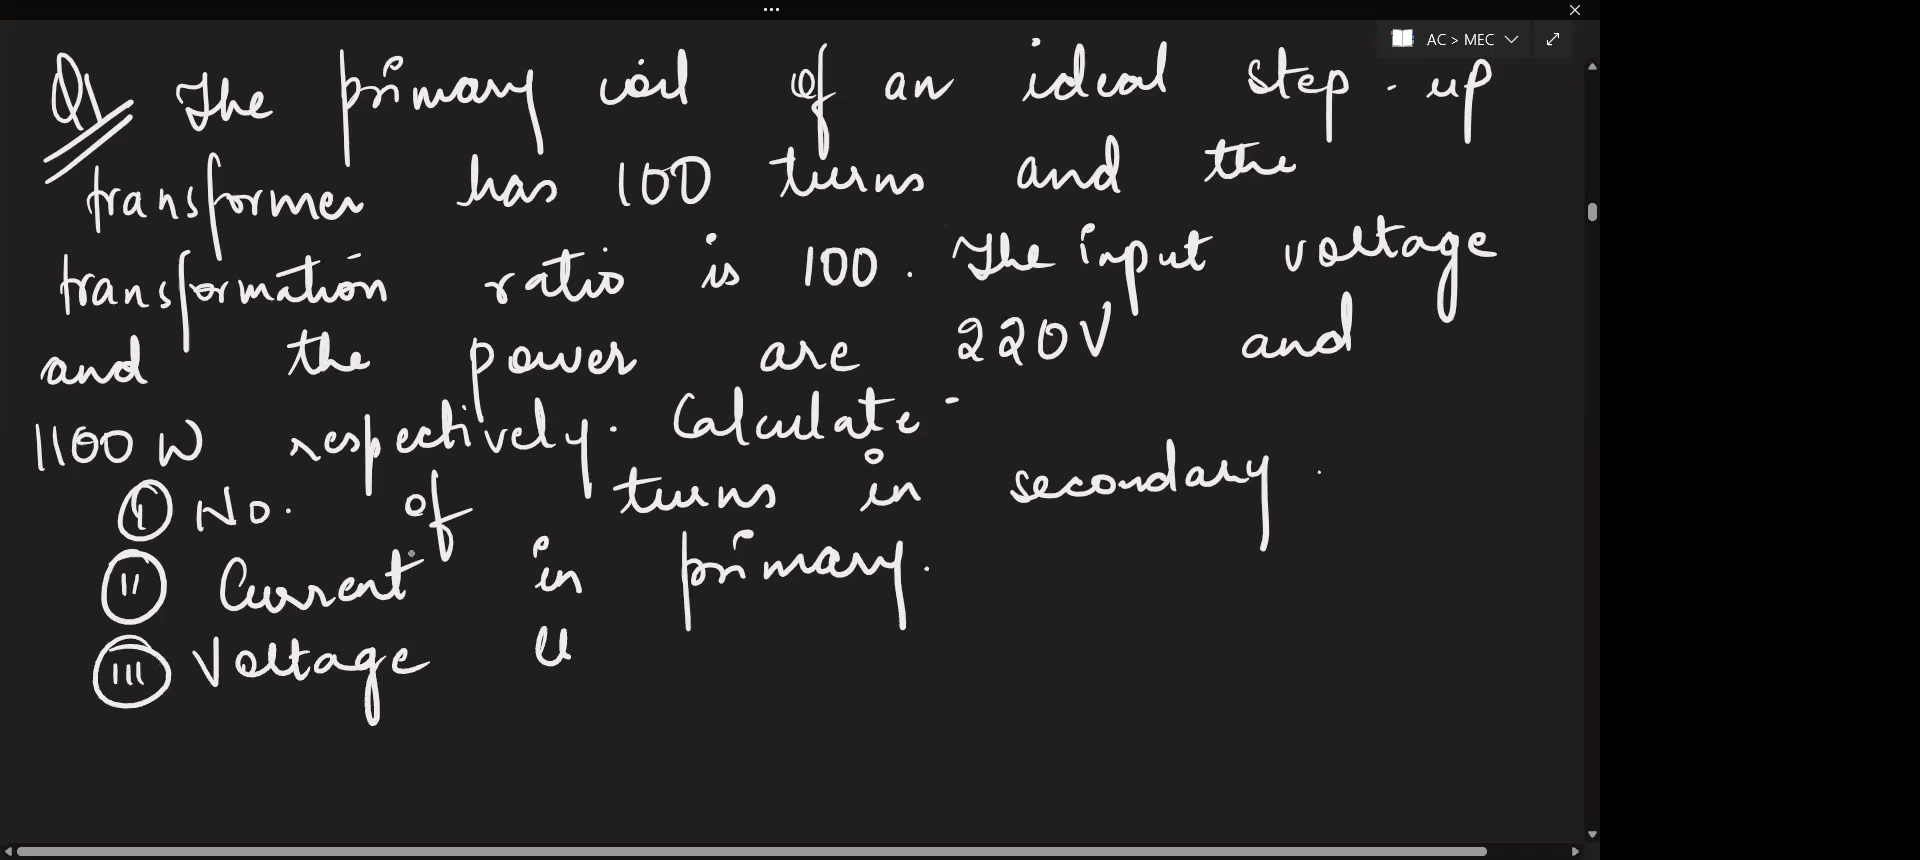 AC > MEC
Q1 The primary coil of an ideal step-up
transformer has 100 turns and the
transformation ratio is 100. The input voltage
and the power are 220V and
1100 W respectively. Calculate -
(I) No. of turns in secondary.
(II) Current in primary.
(III) Voltage